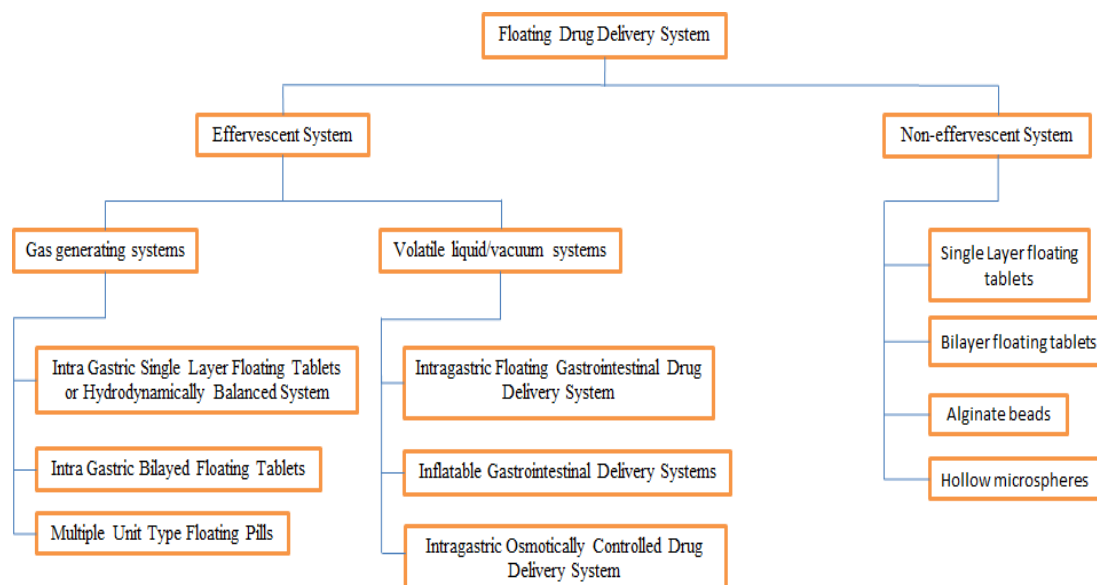 Floating Drug Delivery System
Effervescent System
Non-effervescent System
Gas generating systems
Volatile liquid/vacuum systems
Single Layer floating
tablets
Bilayer floating tablets
Alginate beads
Hollow microspheres
Intra Gastric Single Layer Floating Tablets
or Hydrodynamically Balanced System
Intra Gastric Bilayed Floating Tablets
Multiple Unit Type Floating Pills
Intragastric Floating Gastrointestinal Drug
Delivery System
Inflatable Gastrointestinal Delivery Systems
Intragastric Osmotically Controlled Drug
Delivery System